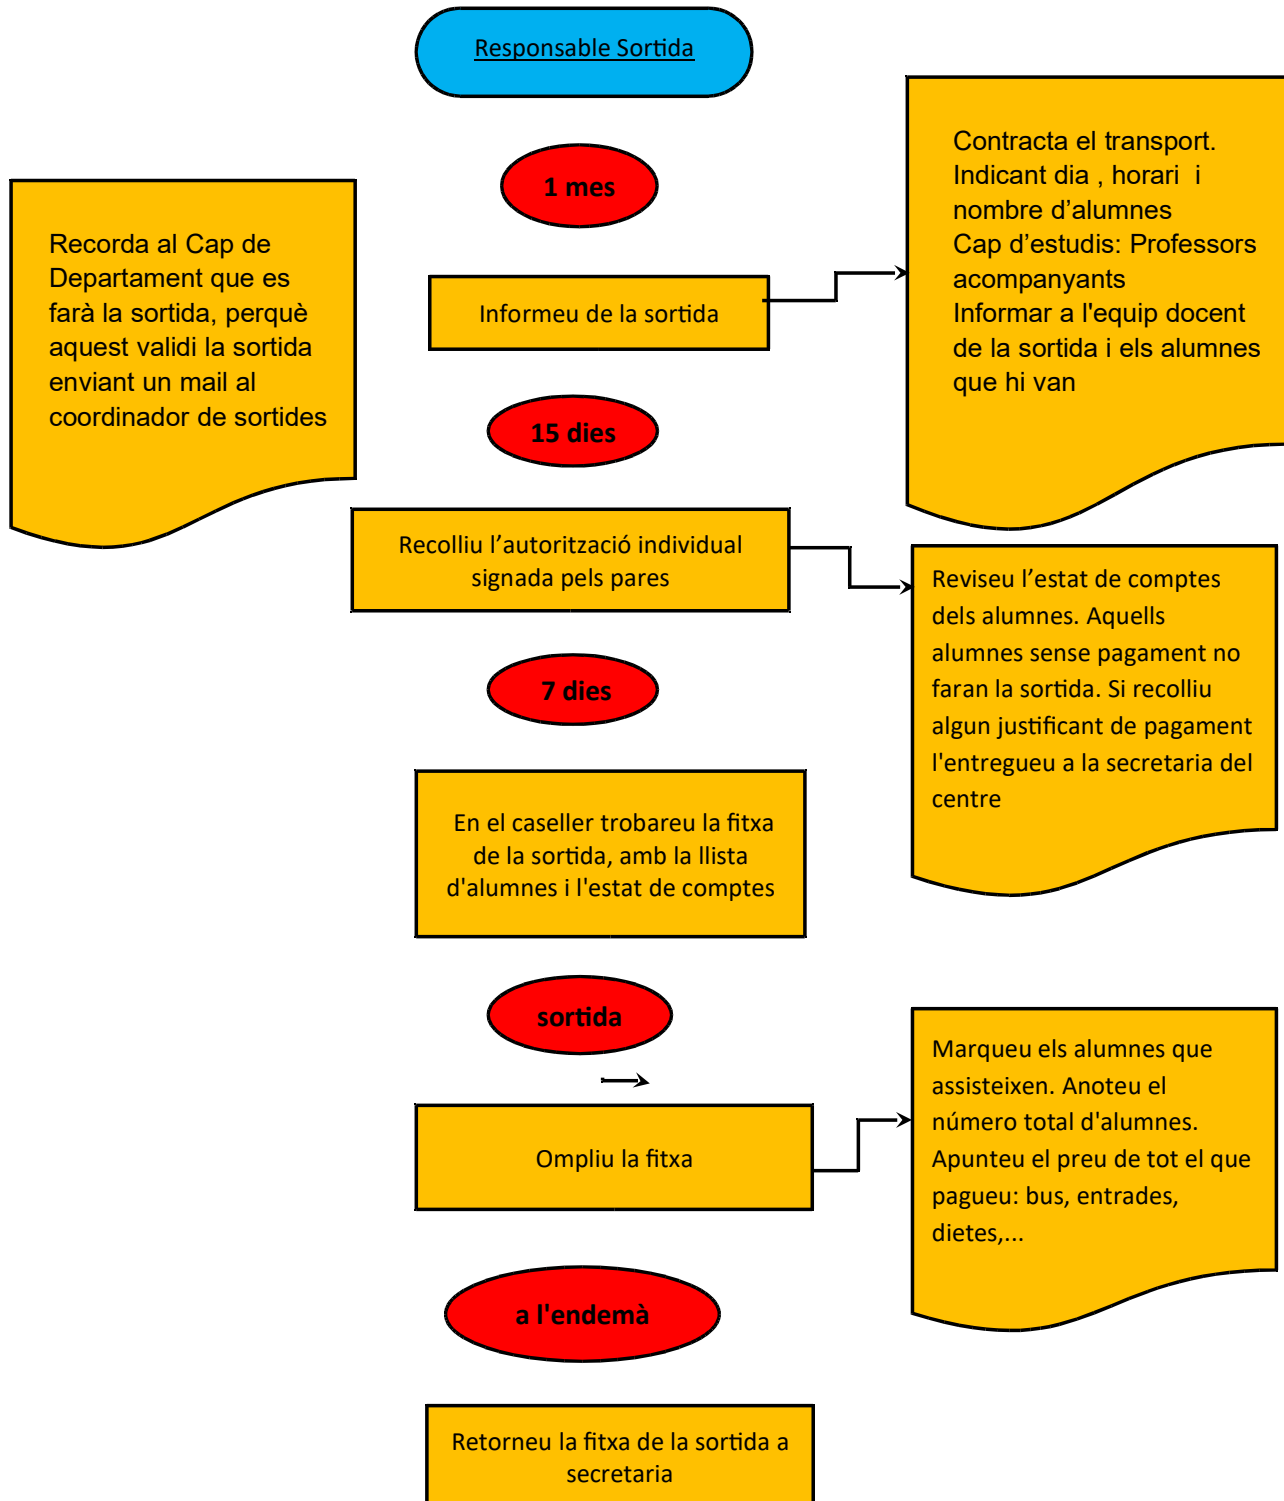 Responsable Sortida
1 mes
Recorda al Cap de
Departament que es
farà la sortida, perquè
aquest validi la sortida
enviant un mail al
coordinador de sortides
Informeu de la sortida
Contracta el transport.
Indicant dia , horari  i
nombre d’alumnes
Cap d’estudis: Professors
acompanyants
Informar a l'equip docent
de la sortida i els alumnes
que hi van
15 dies
Recolliu l’autorització individual
signada pels pares
Reviseu l’estat de comptes
dels alumnes. Aquells
alumnes sense pagament no
faran la sortida. Si recolliu
algun justificant de pagament
l'entregueu a la secretaria del
centre
7 dies
En el caseller trobareu la fitxa
de la sortida, amb la llista
d'alumnes i l'estat de comptes
sortida
Ompliu la fitxa
Marqueu els alumnes que
assisteixen. Anoteu el
número total d'alumnes.
Apunteu el preu de tot el que
pagueu: bus, entrades,
dietes,...
a l'endemà
Retorneu la fitxa de la sortida a
secretaria